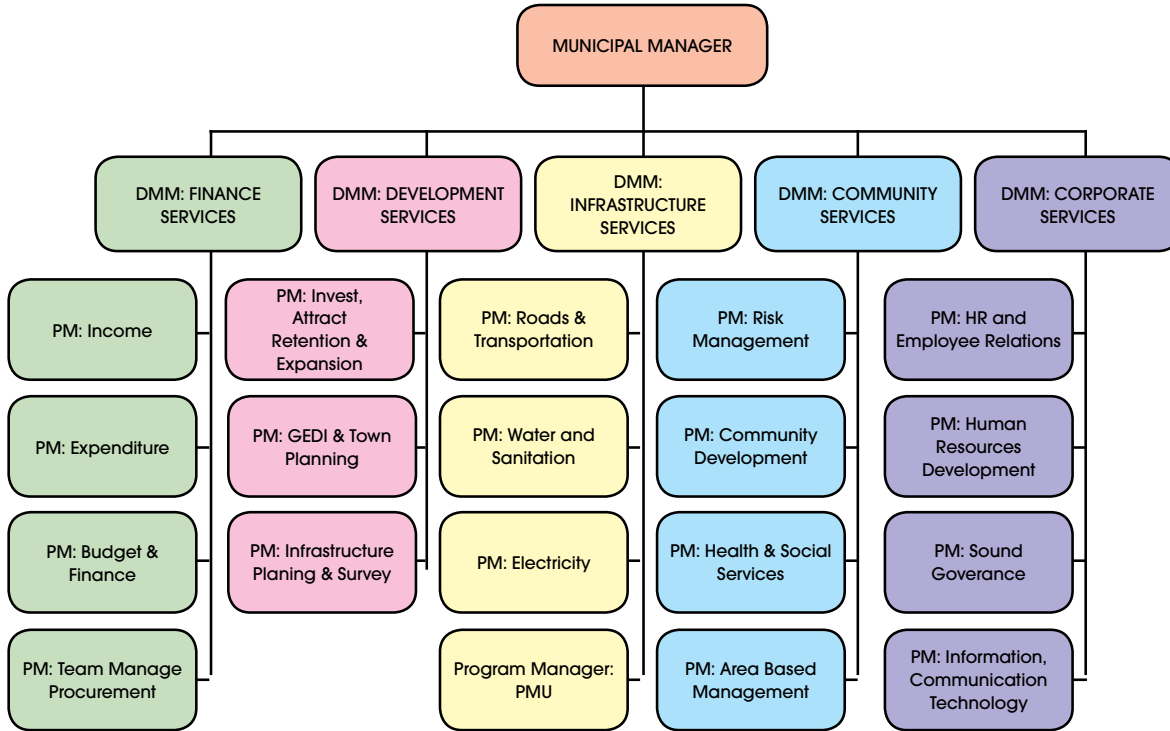 MUNICIPAL MANAGER
DMM: FINANCE
SERVICES
DMM: DEVELOPMENT
SERVICES
DMM:
INFRASTRUCTURE
SERVICES
DMM: COMMUNITY
SERVICES
DMM: CORPORATE
SERVICES
PM: Income
PM: Invest,
Attract
Retention &
Expansion
PM: Roads &
Transportation
PM: Risk
Management
PM: HR and
Employee Relations
PM: Expenditure
PM: GEDI & Town
Planning
PM: Water and
Sanitation
PM: Community
Development
PM: Human
Resources
Development
PM: Budget &
Finance
PM: Infrastructure
Planing & Survey
PM: Electricity
PM: Health & Social
Services
PM: Sound
Goverance
PM: Team Manage
Procurement
Program Manager:
PMU
PM: Area Based
Management
PM: Information,
Communication
Technology